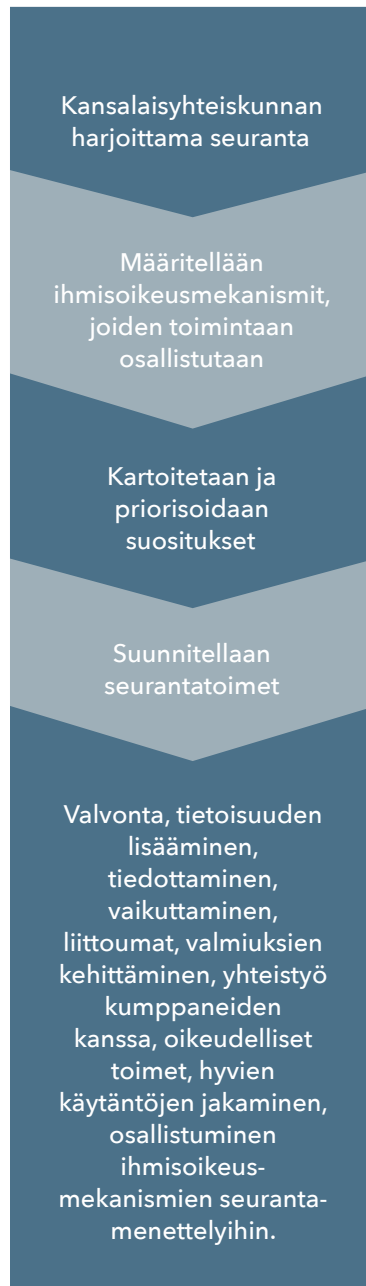 Kansalaisyhteiskunnan
harjoittama seuranta
Määritellään
ihmisoikeusmekanismit,
joiden toimintaan
osallistutaan
Kartoitetaan ja
priorisoidaan
suositukset
Suunnitellaan
seurantatoimet
Valvonta, tietoisuuden
lisääminen,
tiedottaminen,
vaikuttaminen,
liittoumat, valmiuksien
kehittäminen, yhteistyö
kumppaneiden
kanssa, oikeudelliset
toimet, hyvien
käytäntöjen jakaminen,
osallistuminen
ihmisoikeus-
mekanismien seuranta-
menettelyihin.